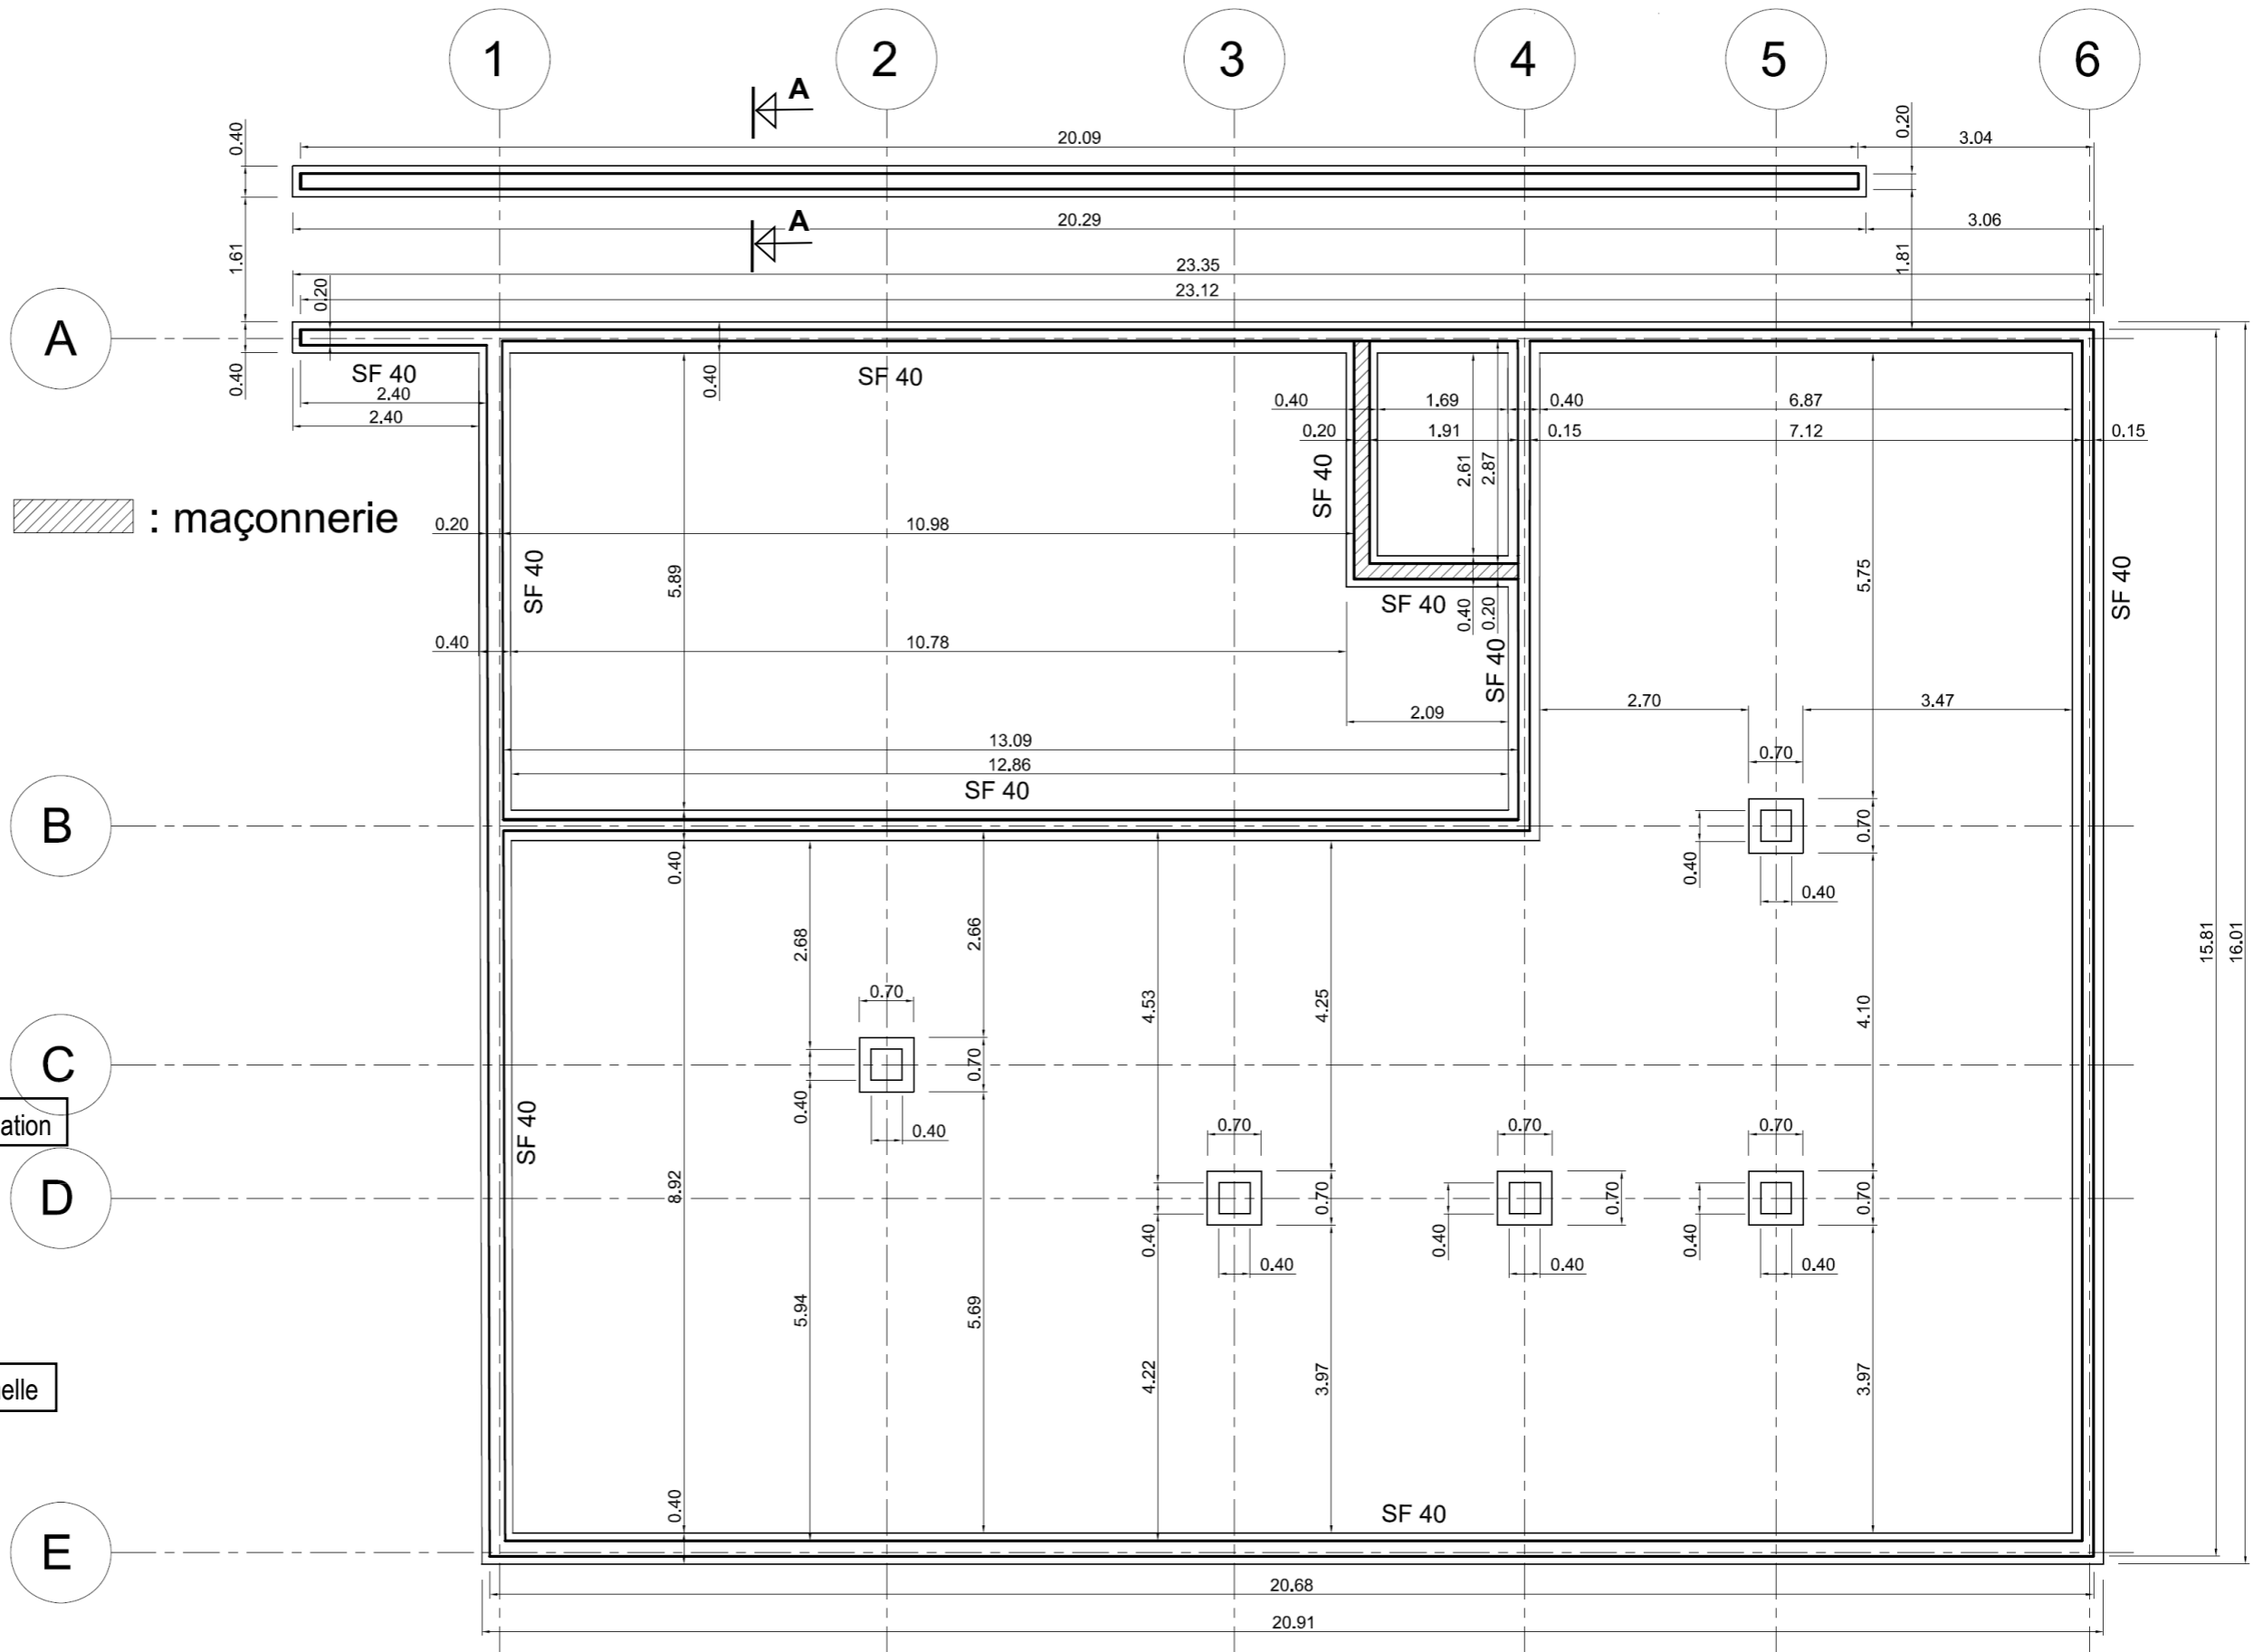 1 2 3 4 5 6
A
0.40 20.09 0.20 3.04
A
20.29 3.06
1.61 1.81
23.35
0.20 23.12
A
0.40
SF 40 0.40 SF 40
2.40 0.40 1.69 0.40 6.87
2.40 0.20 1.91 0.15 7.12 0.15
SF 40 2.61 2.87
: maçonnerie
0.20 10.98
SF 40 5.89 5.75 SF 40
SF 40 0.40 0.20
0.40 10.78 SF 40
2.09 2.70 3.47
13.09 0.70
12.86
SF 40
B
0.40 0.40 0.70
0.40
2.68 2.66 4.53 4.25 4.10 15.81 16.01
0.70
C
0.40 0.70
ation
SF 40 0.40 0.70 0.70 0.70
D
8.92 0.40 0.70 0.40 0.70 0.40 0.70
0.40 0.40 0.40
5.94 5.69
elle
4.22 3.97 3.97
0.40 SF 40
E
20.68
20.91